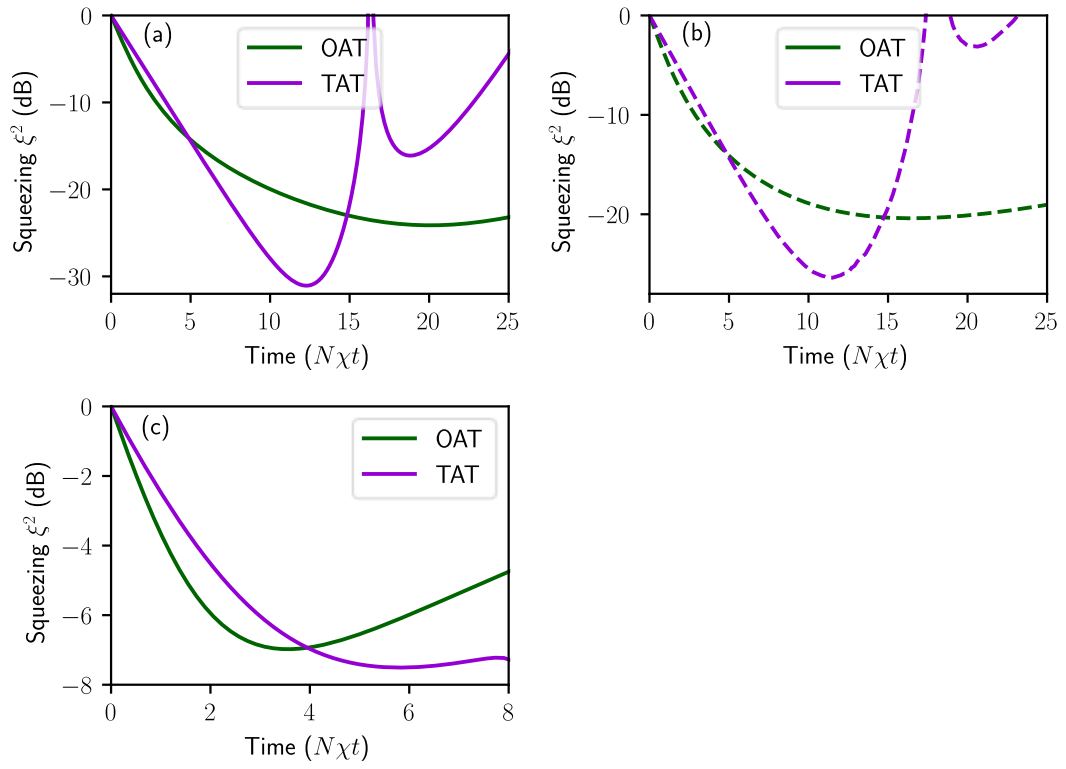 (a)
OAT
TAT
Squeezing ξ² (dB)
0
−10
−20
−30
0 5 10 15 20 25
Time (Nχt)
(b)
OAT
TAT
Squeezing ξ² (dB)
0
−10
−20
0 5 10 15 20 25
Time (Nχt)
(c)
OAT
TAT
Squeezing ξ² (dB)
0
−2
−4
−6
−8
0 2 4 6 8
Time (Nχt)